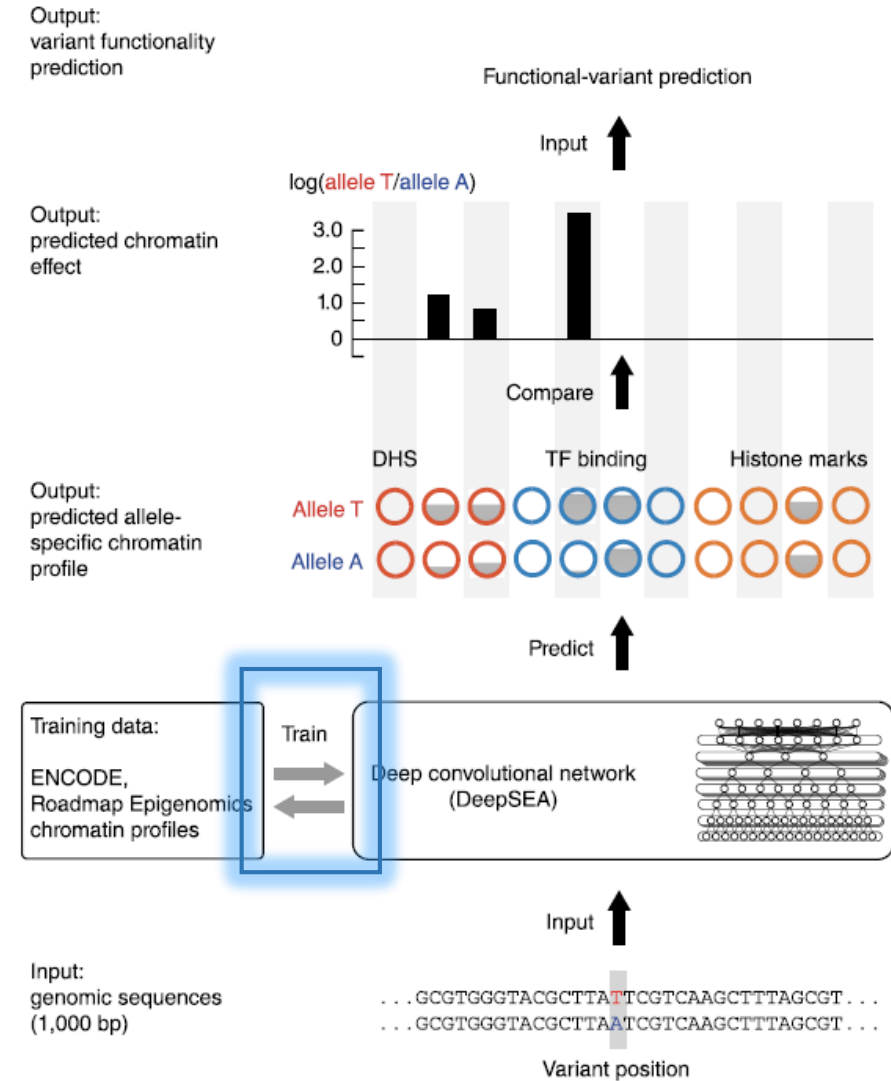 Output:
variant functionality
prediction
Functional-variant prediction
Input
log(allele T/allele A)
Output:
predicted chromatin
effect
3.0
2.0
1.0
0
Compare
DHS
TF binding
Histone marks
Output:
predicted allele-
specific chromatin
profile
Allele T
Allele A
Predict
Training data:
ENCODE,
Roadmap Epigenomics
chromatin profiles
Train
Deep convolutional network
(DeepSEA)
Input
Input:
genomic sequences
(1,000 bp)
...GCGTGGGTACGCTTATTCGTCAAGCTTTAGCGT...
...GCGTGGGTACGCTTAATCGTCAAGCTTTAGCGT...
Variant position